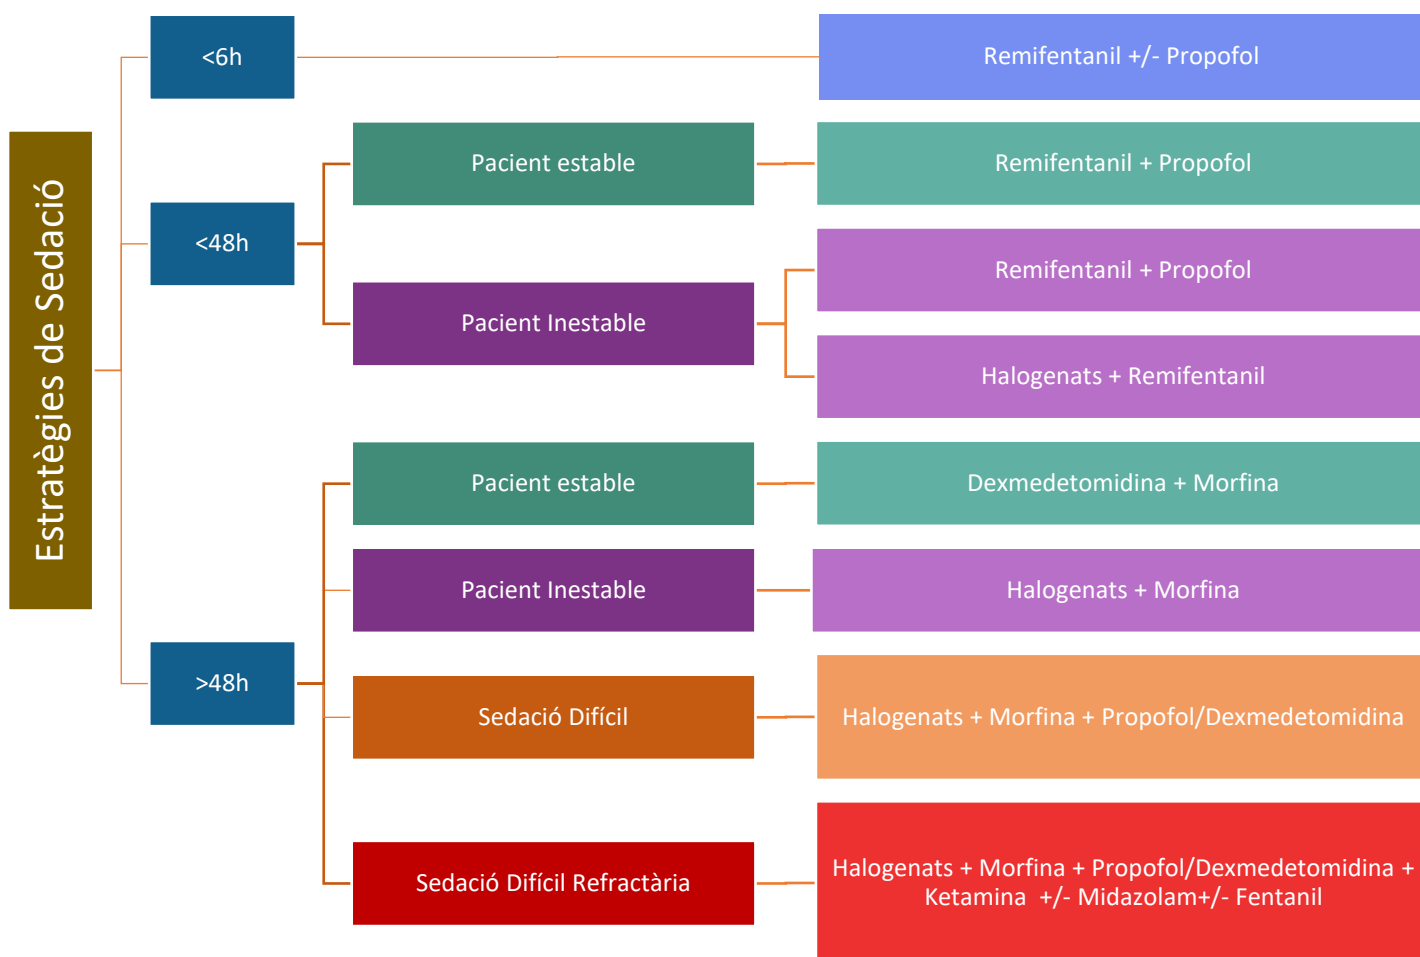 Estratègies de Sedació
<6h
Remifentanil +/- Propofol
<48h
Pacient estable
Remifentanil + Propofol
Pacient Inestable
Remifentanil + Propofol
Halogenats + Remifentanil
>48h
Pacient estable
Dexmedetomidina + Morfina
Pacient Inestable
Halogenats + Morfina
Sedació Difícil
Halogenats + Morfina + Propofol/Dexmedetomidina
Sedació Difícil Refractària
Halogenats + Morfina + Propofol/Dexmedetomidina +
Ketamina +/- Midazolam+/- Fentanil